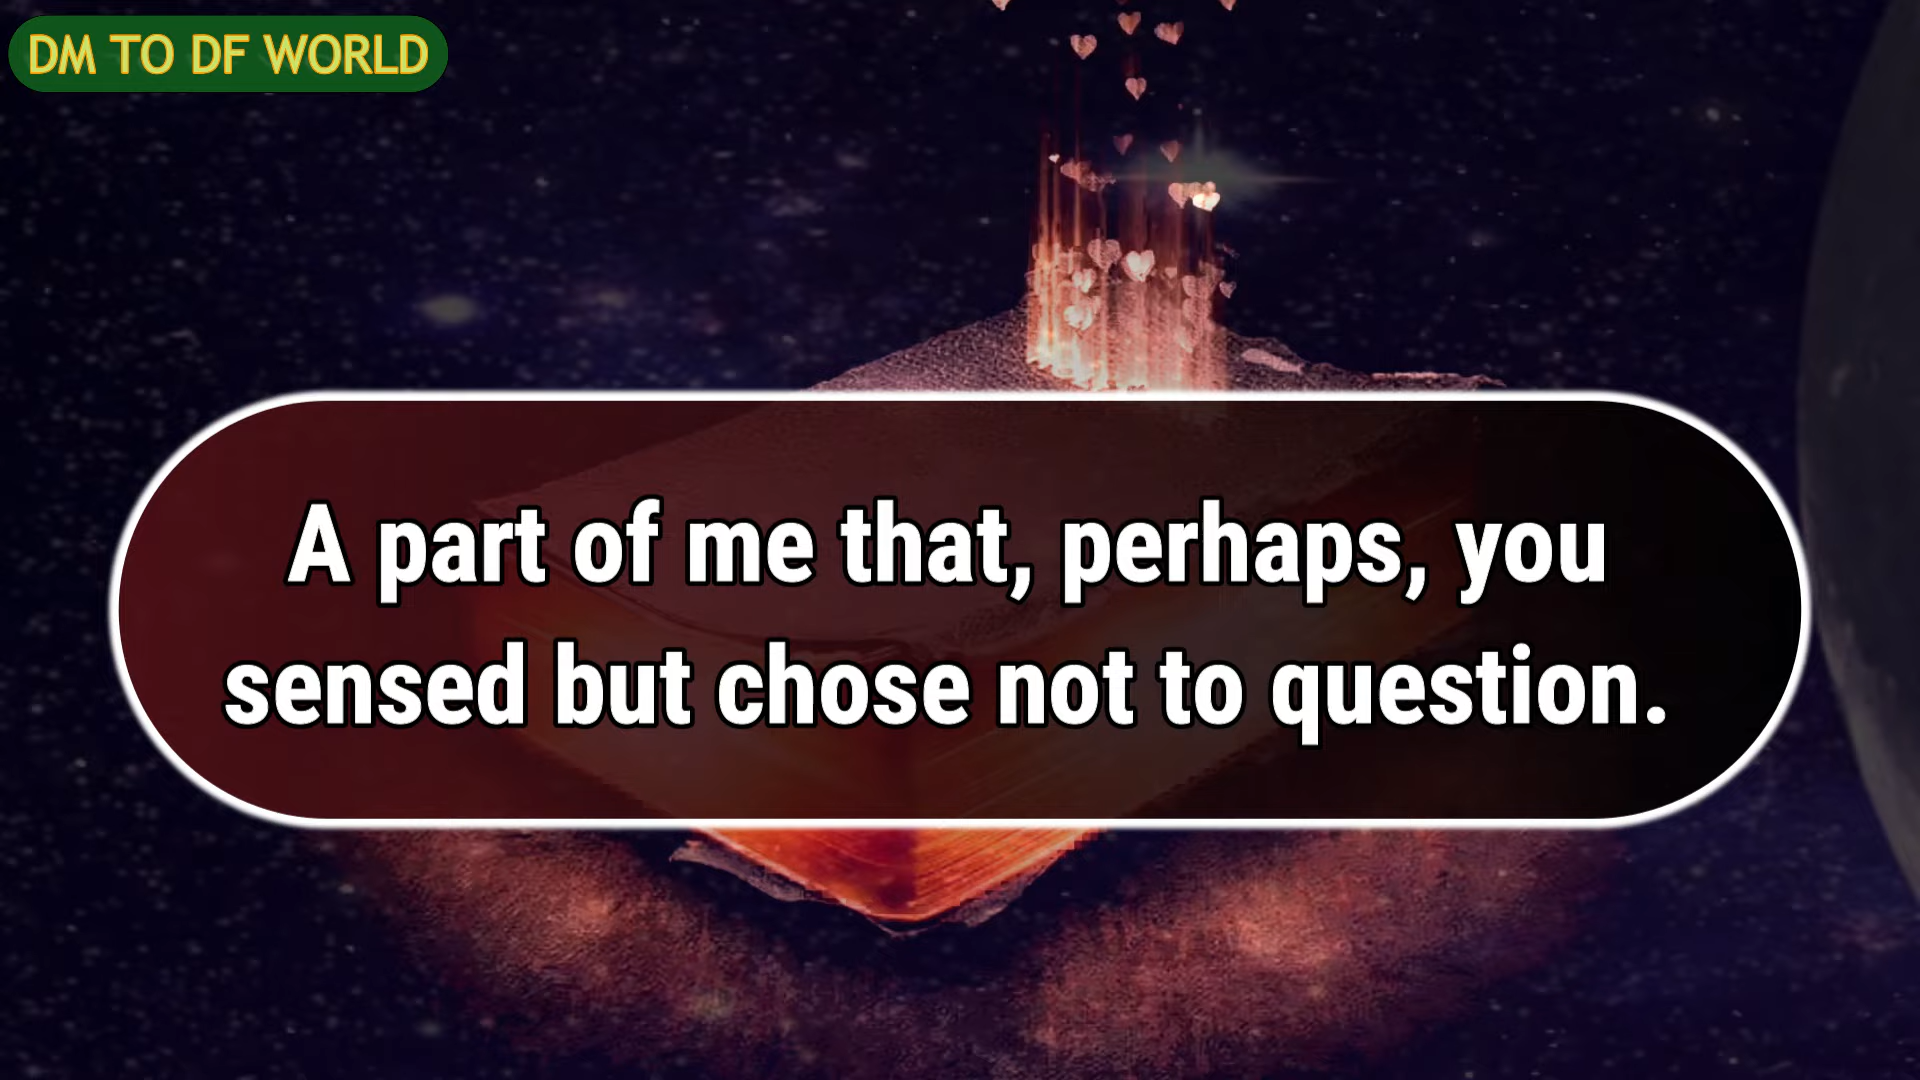 DM TO DF WORLD
A part of me that, perhaps, you
sensed but chose not to question.